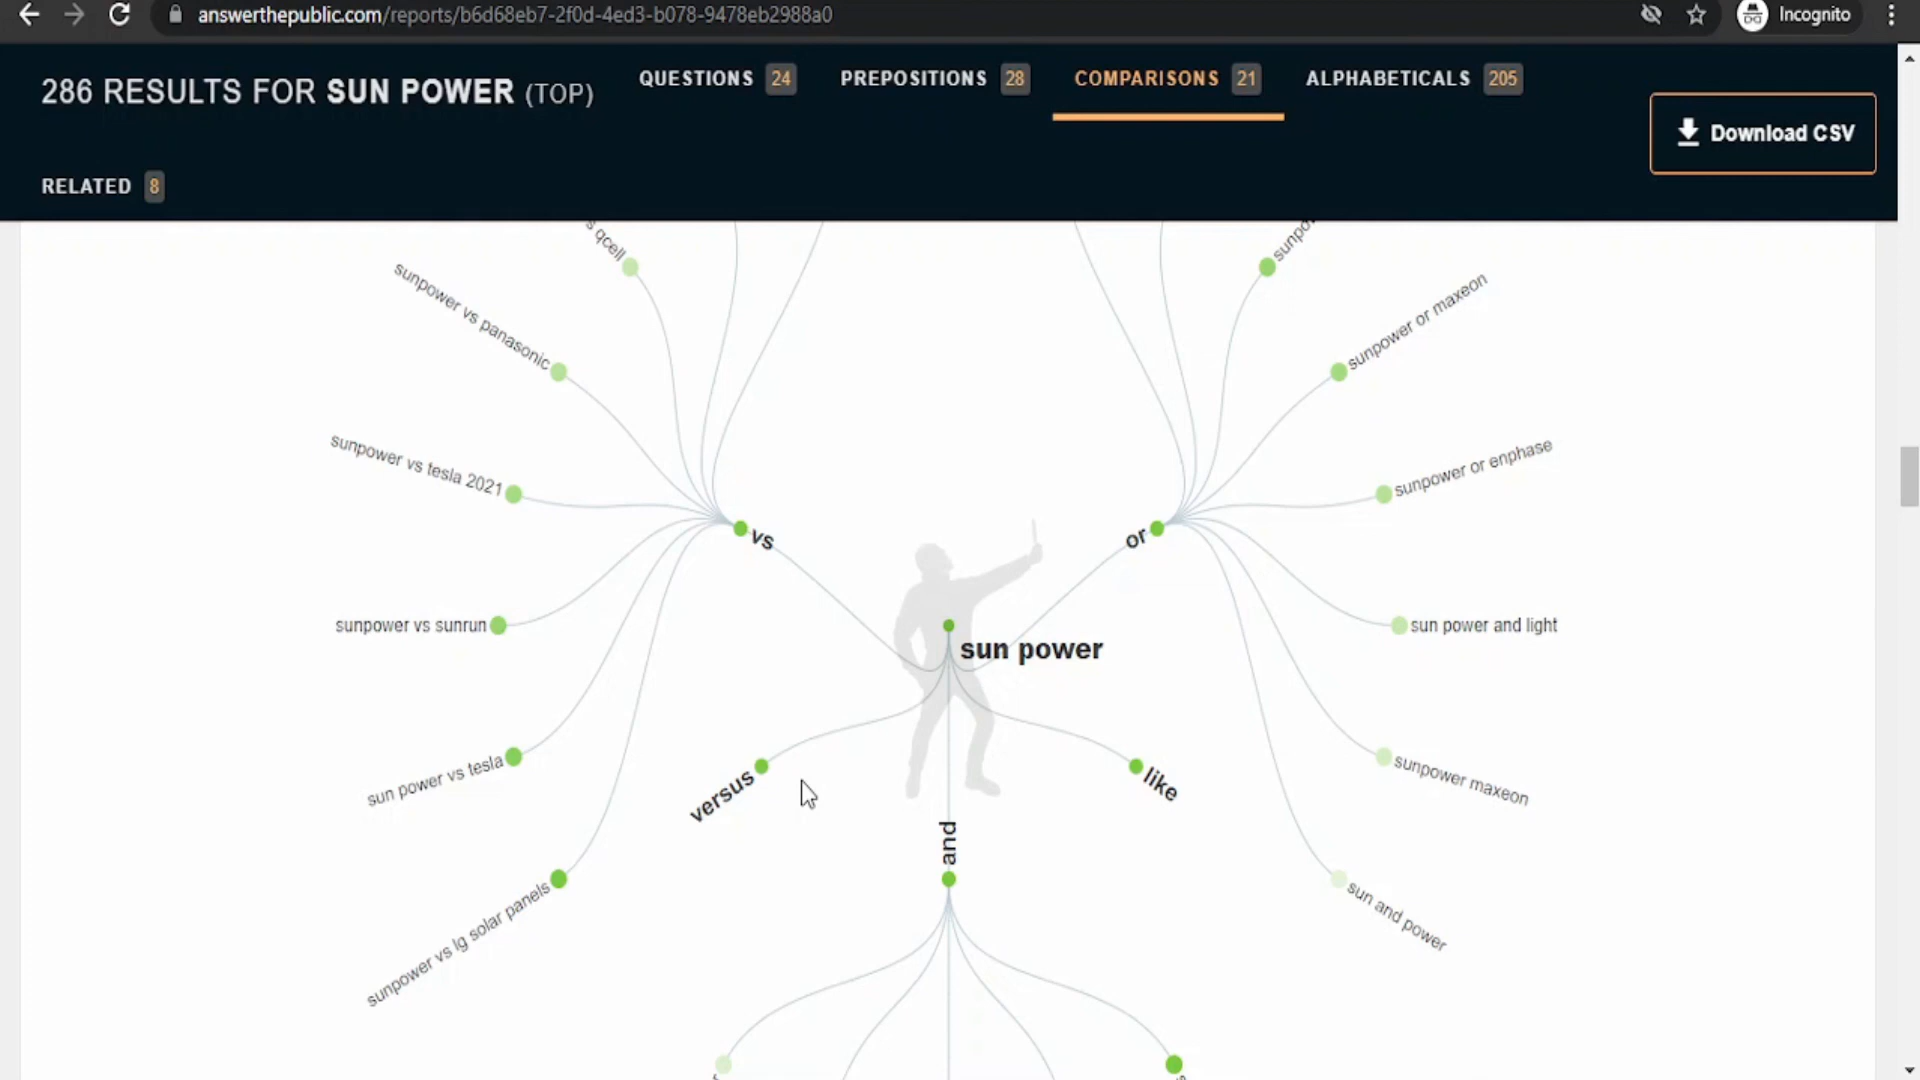 answerthepublic.com/reports/b6d68eb7-2f0d-4ed3-b078-9478eb2988a0
Incognito
286 RESULTS FOR SUN POWER (TOP)
QUESTIONS 24
PREPOSITIONS 28
COMPARISONS 21
ALPHABETICALS 205
Download CSV
RELATED 8
qcell
sunpower vs panasonic
sunpower vs tesla 2021
sunpower vs sunrun
sun power vs tesla
sunpower vs lg solar panels
vs
or
sun power
versus
like
and
sunpower or maxeon
sunpower or enphase
sun power and light
sunpower maxeon
sun and power